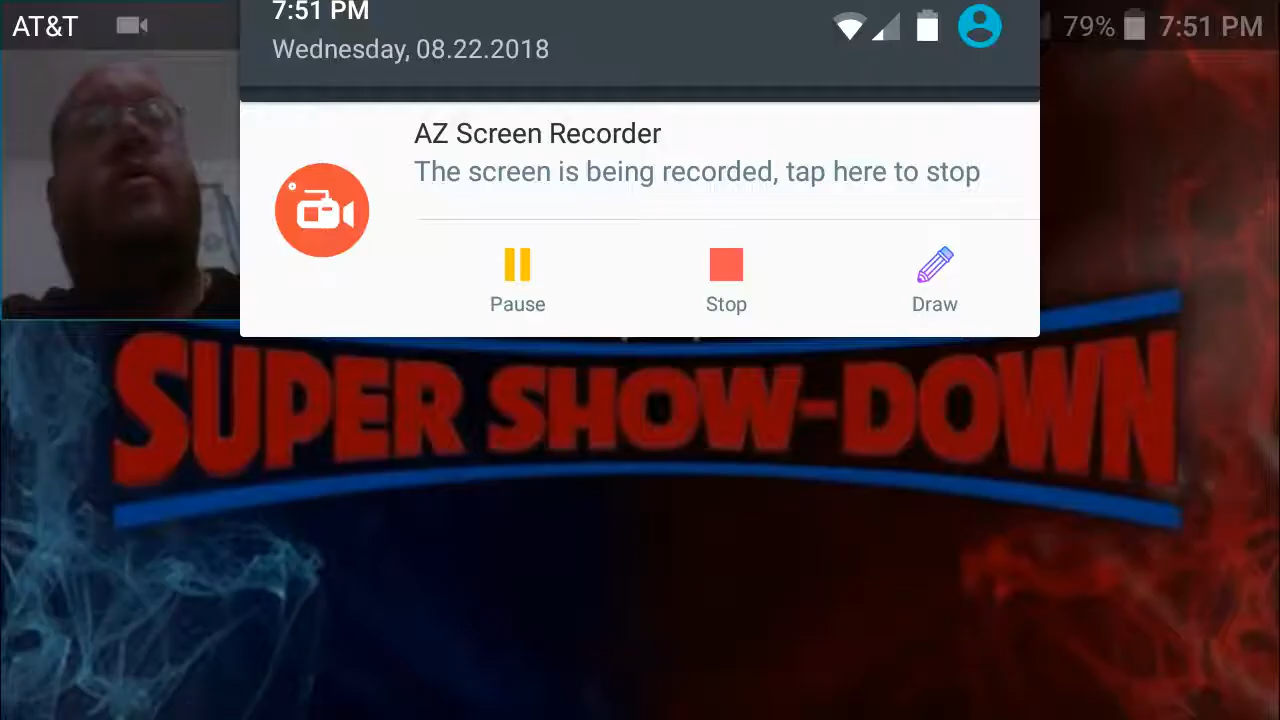 AT&T
7:51 PM
79% 7:51 PM
Wednesday, 08.22.2018
AZ Screen Recorder
The screen is being recorded, tap here to stop
Pause
Stop
Draw
SUPER SHOW-DOWN